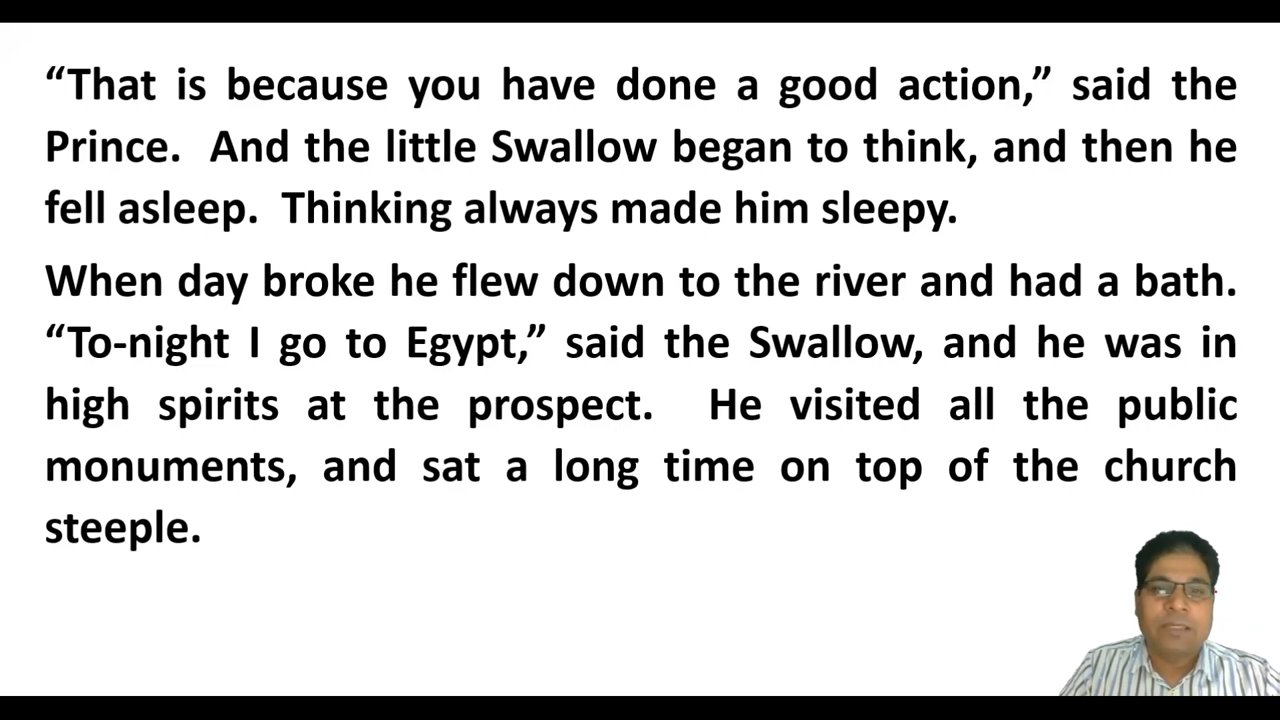 “That is because you have done a good action,” said the
Prince.  And the little Swallow began to think, and then he
fell asleep.  Thinking always made him sleepy.
When day broke he flew down to the river and had a bath.
“To-night I go to Egypt,” said the Swallow, and he was in
high spirits at the prospect.  He visited all the public
monuments, and sat a long time on top of the church
steeple.